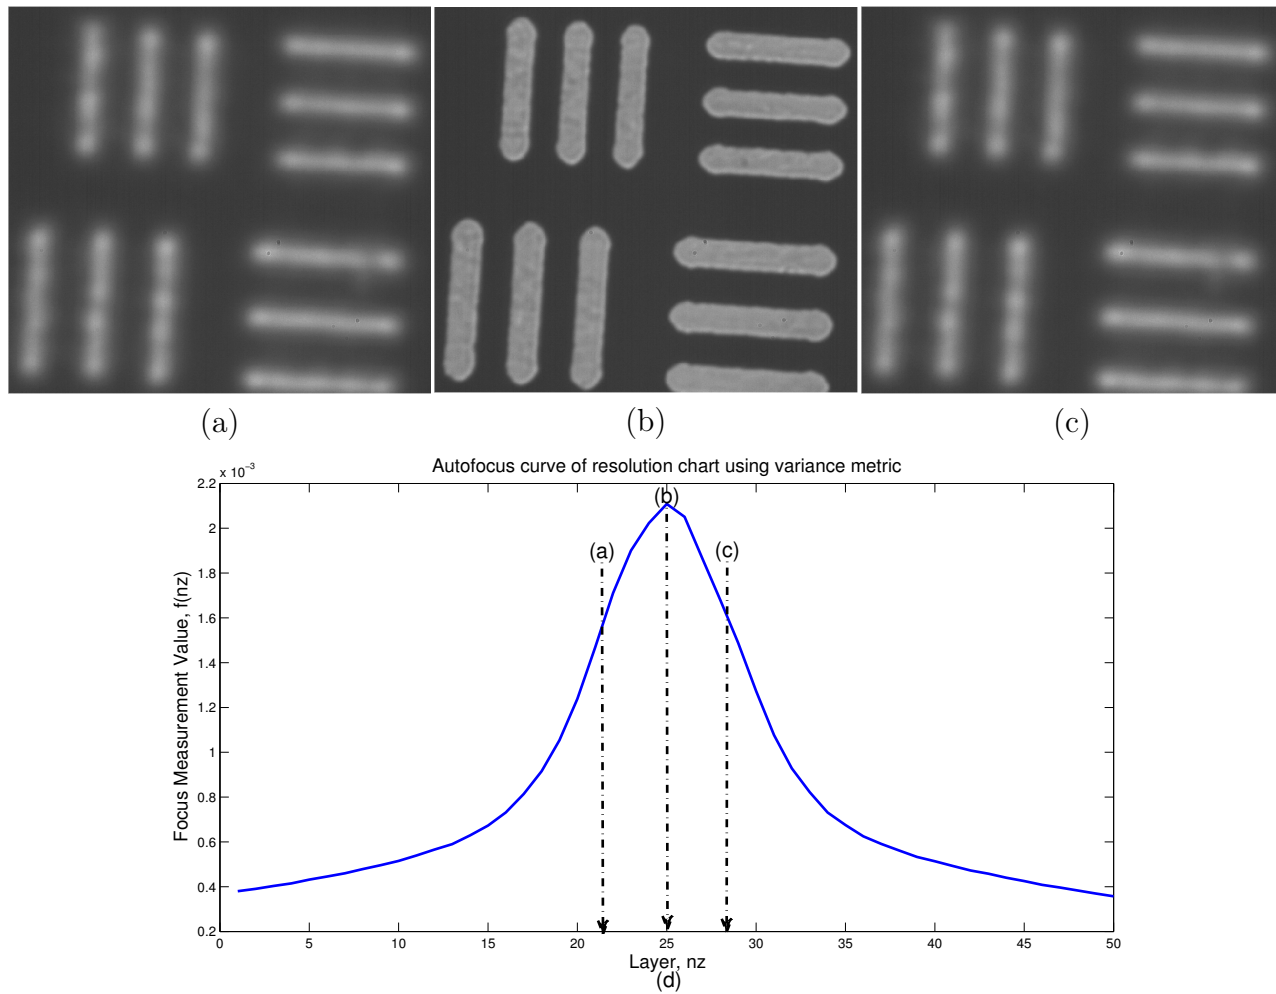 (a) (b) (c)
Autofocus curve of resolution chart using variance metric
x 10⁻³
2.2
2
1.8
1.6
1.4
1.2
1
0.8
0.6
0.4
0.2
Focus Measurement Value, f(nz)
(a) (b) (c)
0 5 10 15 20 25 30 35 40 45 50
Layer, nz
(d)